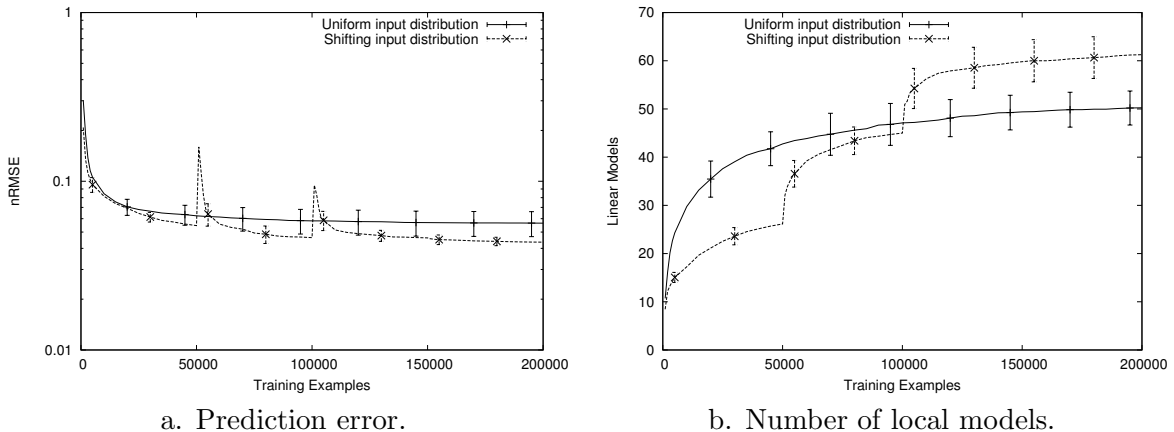 Uniform input distribution
Shifting input distribution
1
0.1
0.01
nRMSE
0
50000
100000
150000
200000
Training Examples
a. Prediction error.
Uniform input distribution
Shifting input distribution
70
60
50
40
30
20
10
0
Linear Models
0
50000
100000
150000
200000
Training Examples
b. Number of local models.